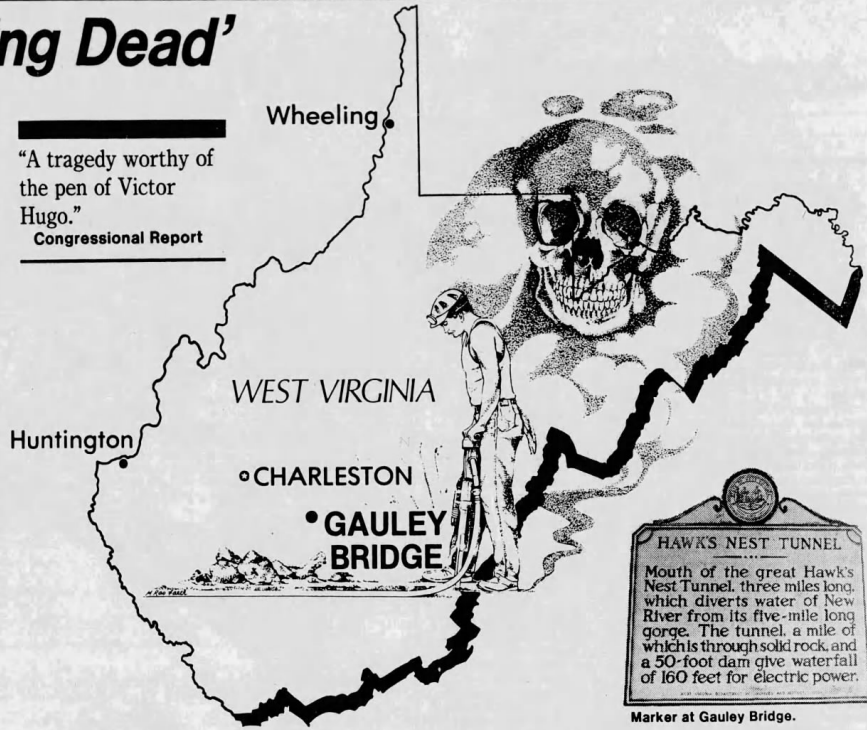 ng Dead'
"A tragedy worthy of
the pen of Victor
Hugo."
Congressional Report
Wheeling
WEST VIRGINIA
Huntington
CHARLESTON
GAULEY
BRIDGE
HAWK'S NEST TUNNEL
Mouth of the great Hawk's
Nest Tunnel, three miles long,
which diverts water of New
River from its five-mile long
gorge. The tunnel, a mile of
which is through solid rock, and
a 50-foot dam give waterfall
of 160 feet for electric power.
Marker at Gauley Bridge.